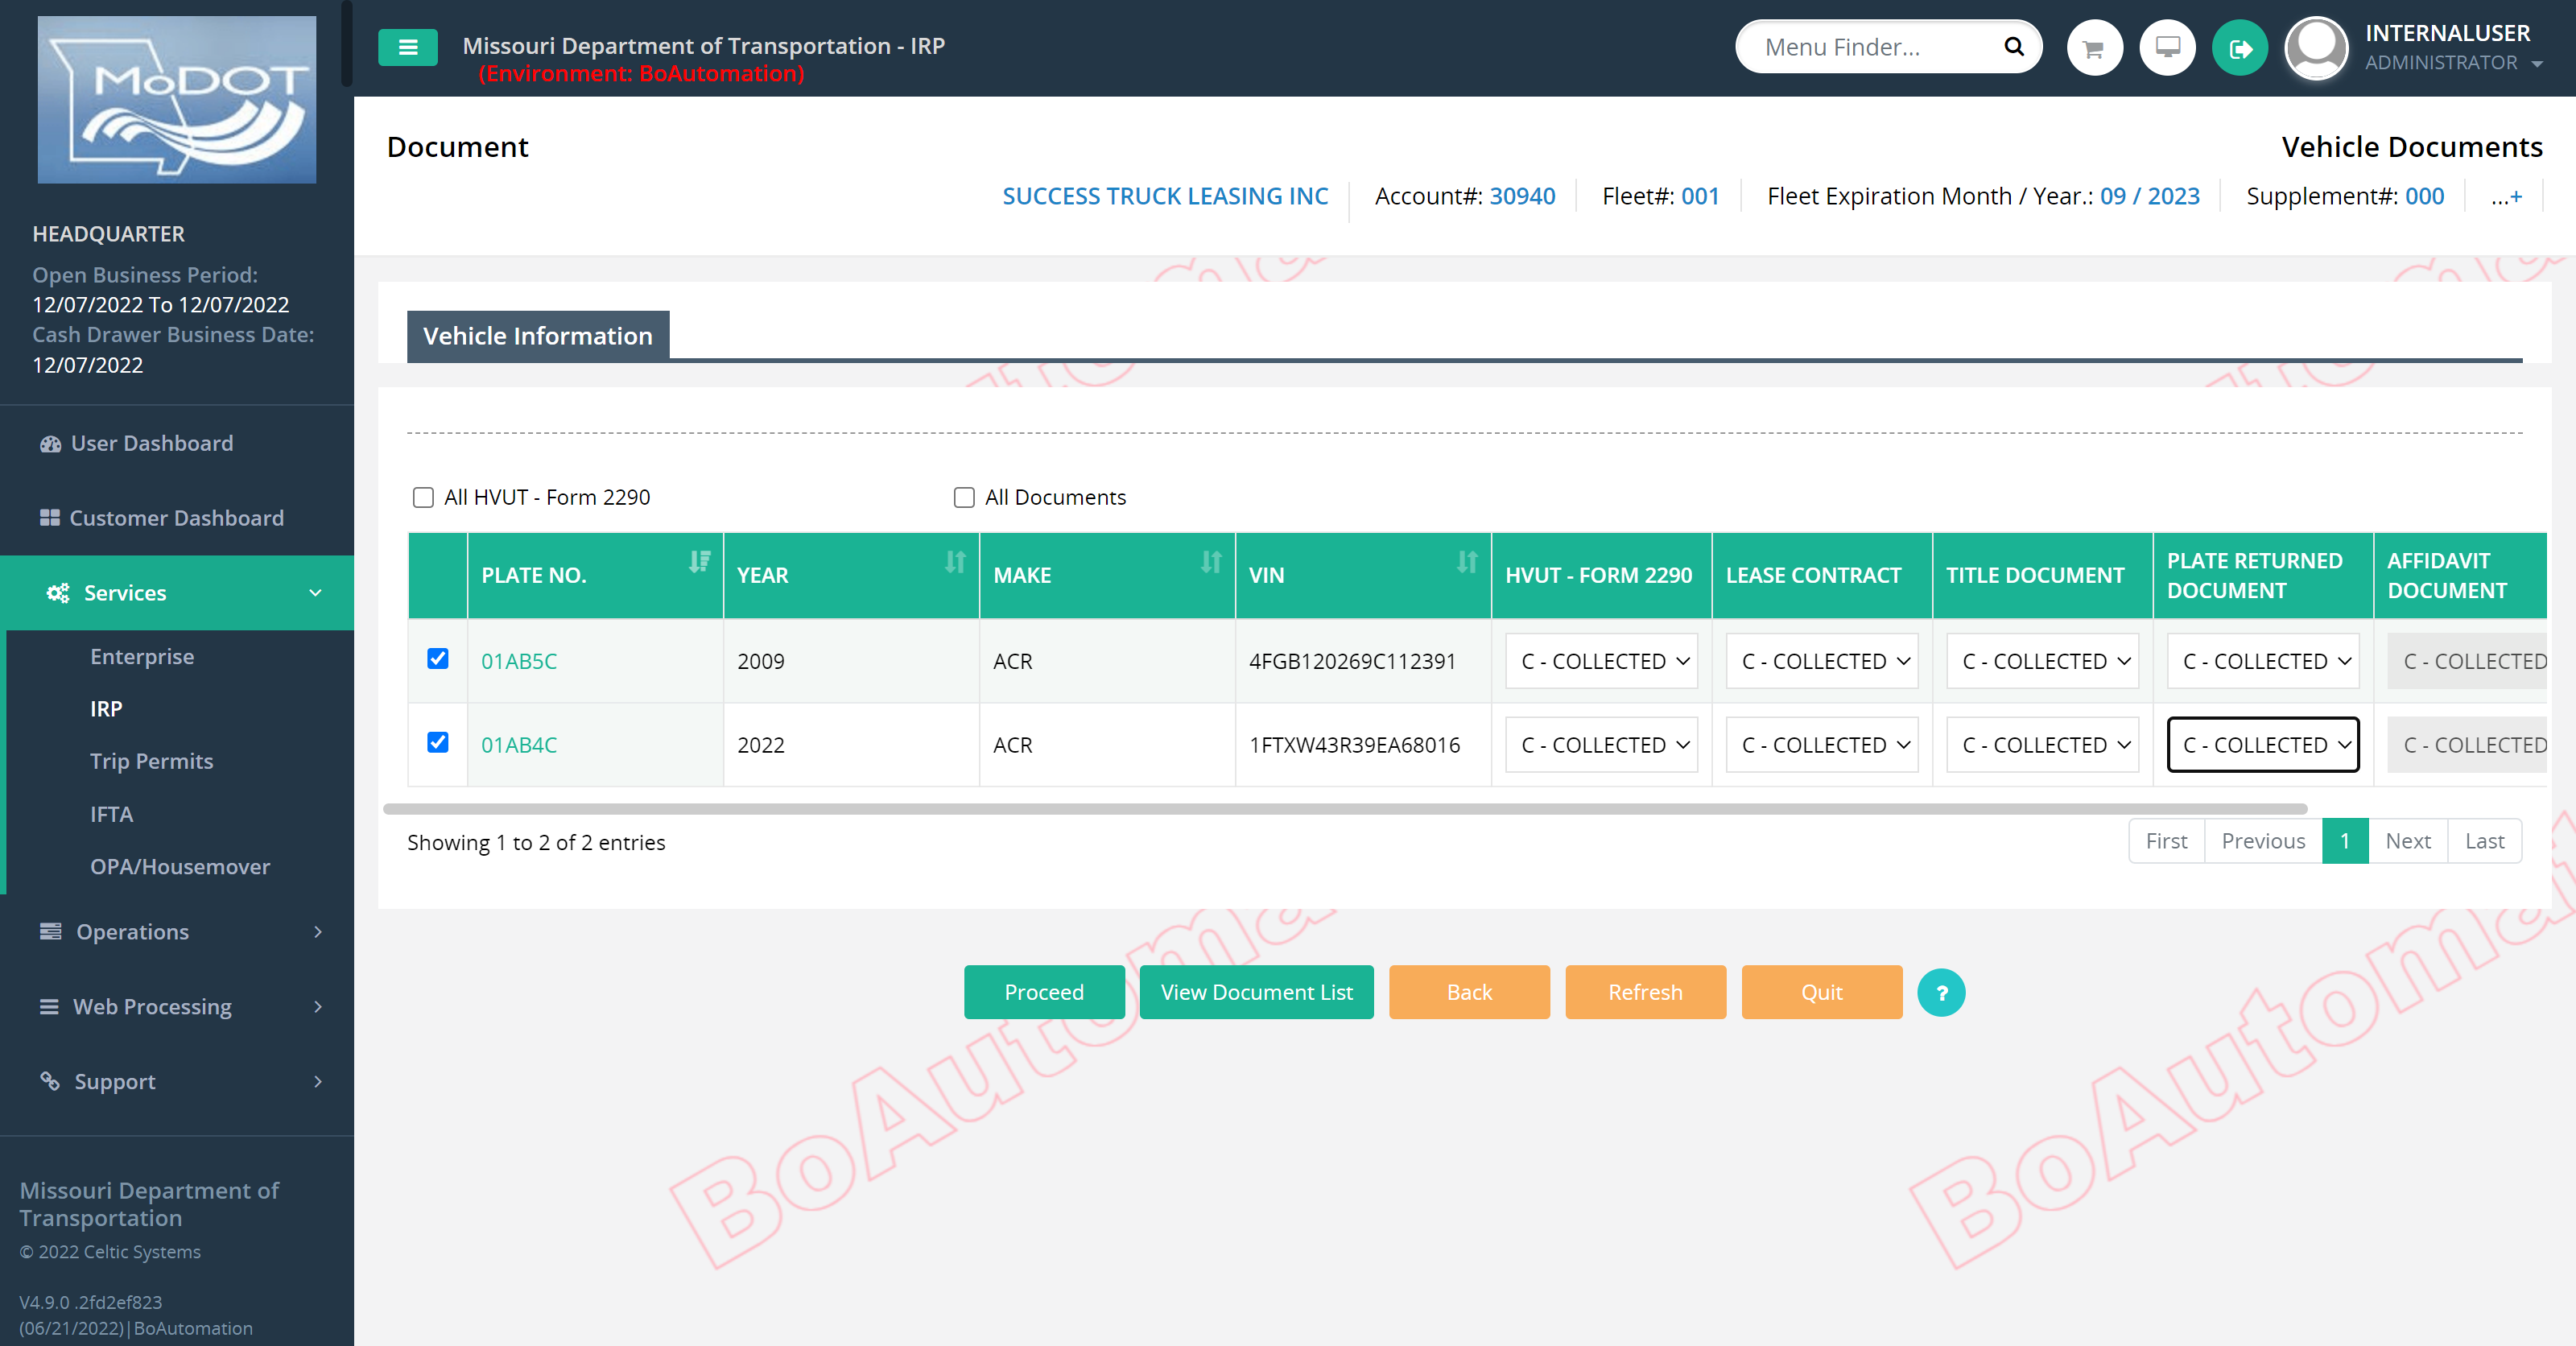 MoDOT
HEADQUARTER
Open Business Period:
12/07/2022 To 12/07/2022
Cash Drawer Business Date:
12/07/2022
User Dashboard
Customer Dashboard
Services
Enterprise
IRP
Trip Permits
IFTA
OPA/Housemover
Operations
Web Processing
Support
Missouri Department of
Transportation
© 2022 Celtic Systems
V4.9.0 .2fd2ef823
(06/21/2022)|BoAutomation
Missouri Department of Transportation - IRP
(Environment: BoAutomation)
Menu Finder...
INTERNALUSER
ADMINISTRATOR
Document
Vehicle Documents
SUCCESS TRUCK LEASING INC Account#: 30940 Fleet#: 001 Fleet Expiration Month / Year.: 09 / 2023 Supplement#: 000 ...+
Vehicle Information
All HVUT - Form 2290 All Documents
PLATE NO. YEAR MAKE VIN HVUT - FORM 2290 LEASE CONTRACT TITLE DOCUMENT PLATE RETURNED DOCUMENT AFFIDAVIT DOCUMENT
01AB5C 2009 ACR 4FGB120269C112391 C - COLLECTED C - COLLECTED C - COLLECTED C - COLLECTED C - COLLECTED
01AB4C 2022 ACR 1FTXW43R39EA68016 C - COLLECTED C - COLLECTED C - COLLECTED C - COLLECTED C - COLLECTED
Showing 1 to 2 of 2 entries
First Previous 1 Next Last
Proceed View Document List Back Refresh Quit ?
BoAutoma
BoAutomat